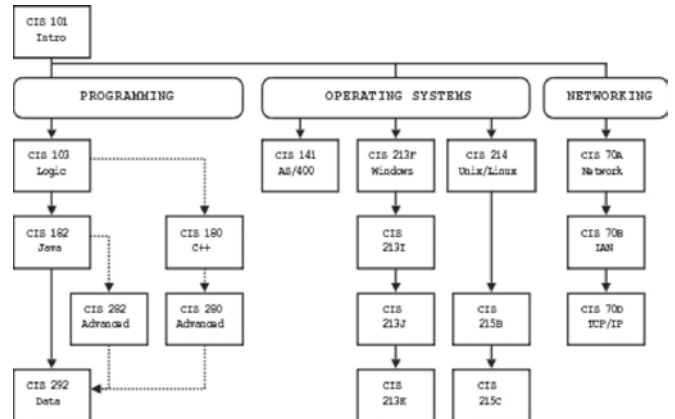 CIS 101
Intro
PROGRAMMING
OPERATING SYSTEMS
NETWORKING
CIS 103
Logic
CIS 141
AS/400
CIS 213F
Windows
CIS 214
Unix/Linux
CIS 70A
Network
CIS 182
Java
CIS 180
C++
CIS
213I
CIS 70B
LAN
CIS 282
Advanced
CIS 280
Advanced
CIS
213J
CIS
215B
CIS 70D
TCP/IP
CIS 292
Data
CIS
213K
CIS
215C